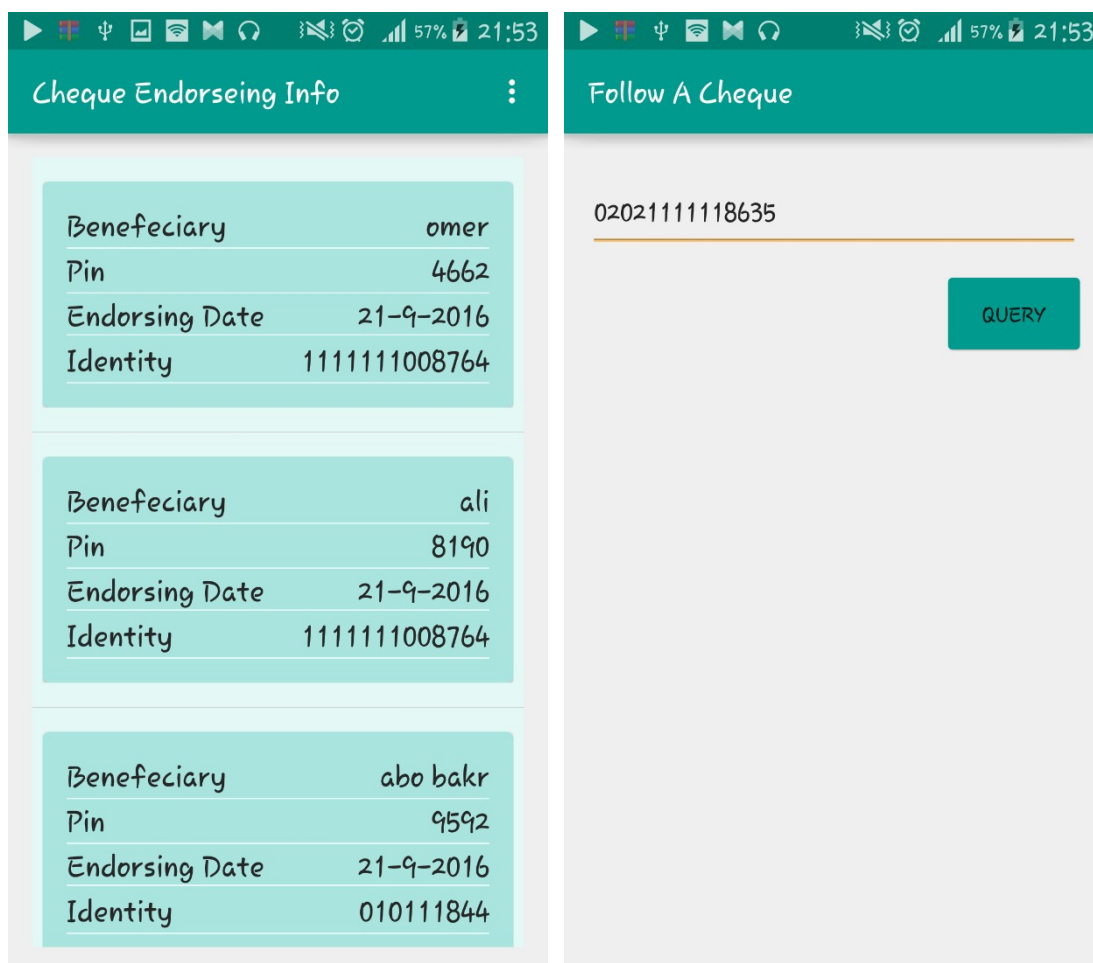 57% 21:53
Cheque Endorseing Info
Benefeciary omer
Pin 4662
Endorsing Date 21-9-2016
Identity 1111111008764
Benefeciary ali
Pin 8190
Endorsing Date 21-9-2016
Identity 1111111008764
Benefeciary abo bakr
Pin 9592
Endorsing Date 21-9-2016
Identity 010111844
57% 21:53
Follow A Cheque
02021111118635
QUERY